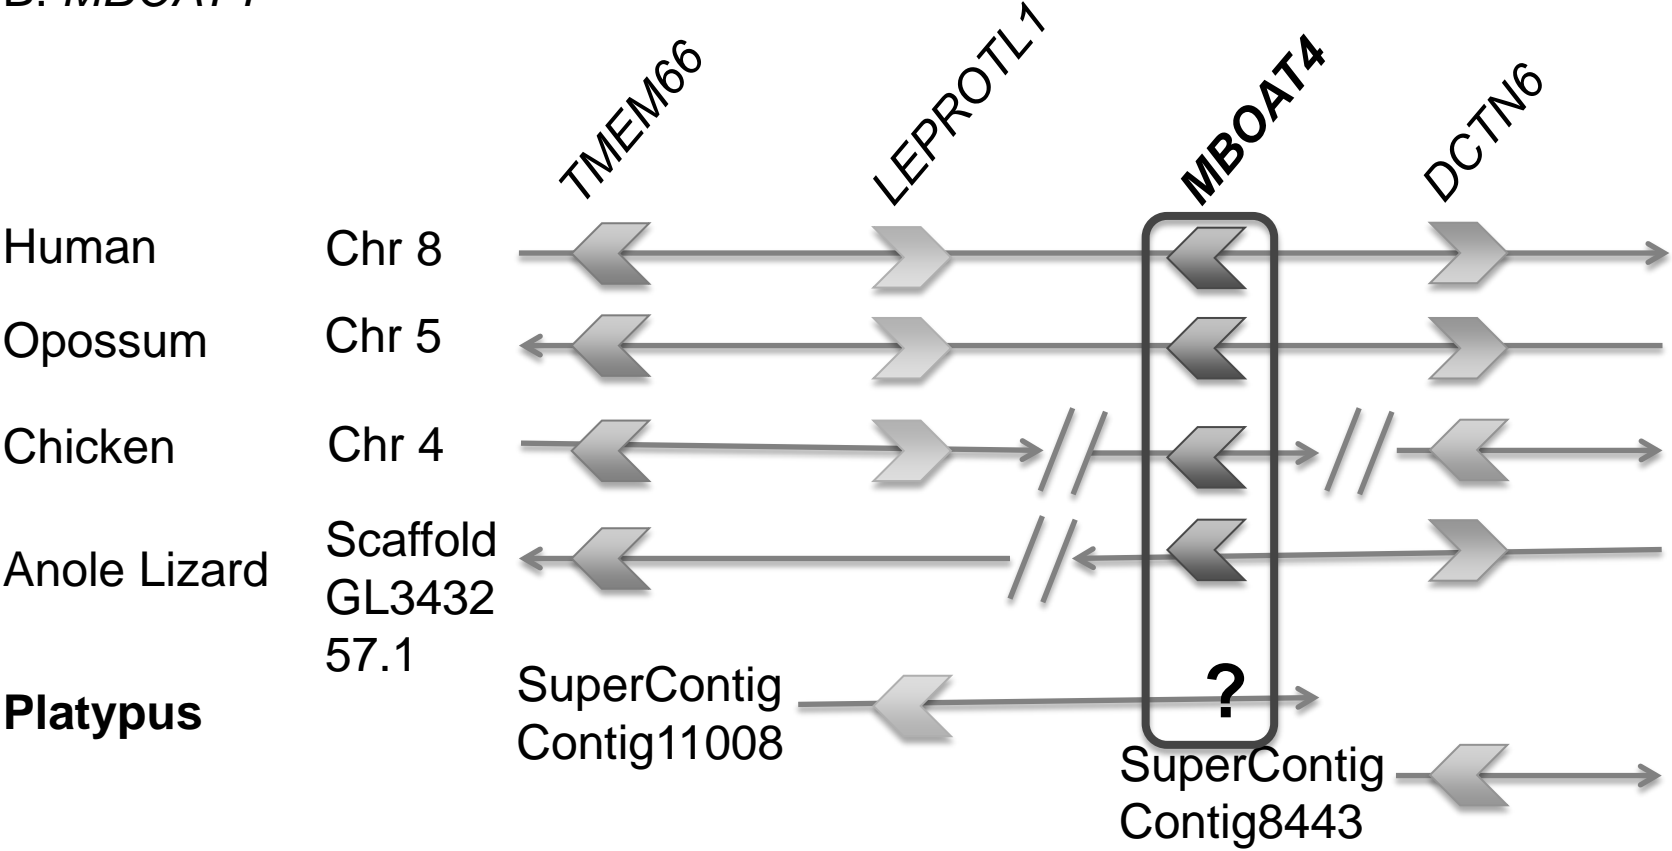 TMEM66
LEPROTL1
MBOAT4
DCTN6
Human
Chr 8
Opossum
Chr 5
Chicken
Chr 4
Anole Lizard
Scaffold
GL3432
57.1
Platypus
SuperContig
Contig11008
?
SuperContig
Contig8443